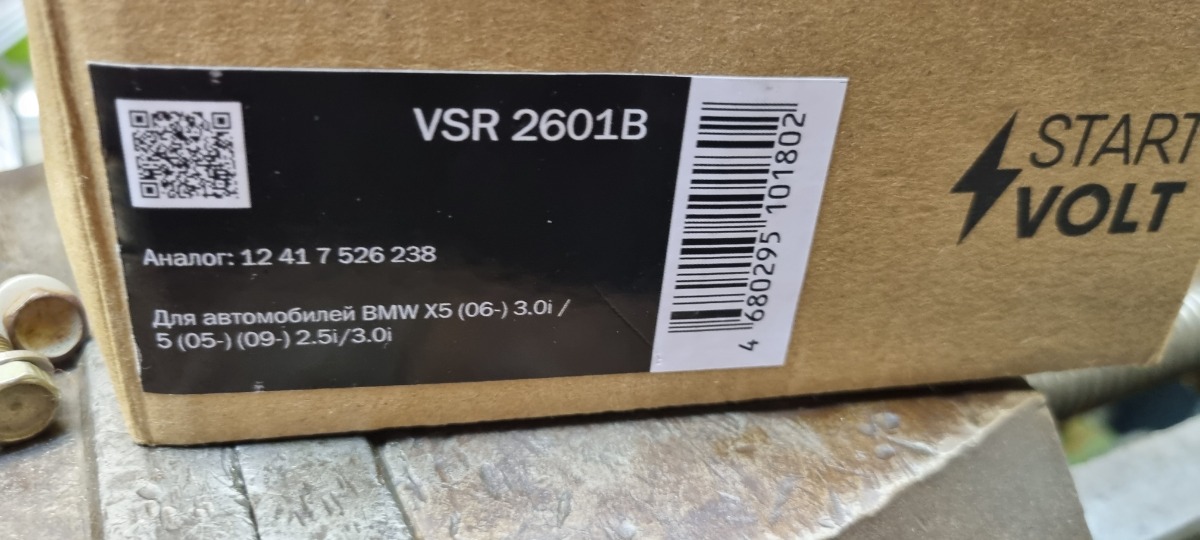 VSR 2601B
Аналог: 12 41 7 526 238
Для автомобилей BMW X5 (06-) 3.0i /
5 (05-) (09-) 2.5i/3.0i
4 680295 101802
START
VOLT